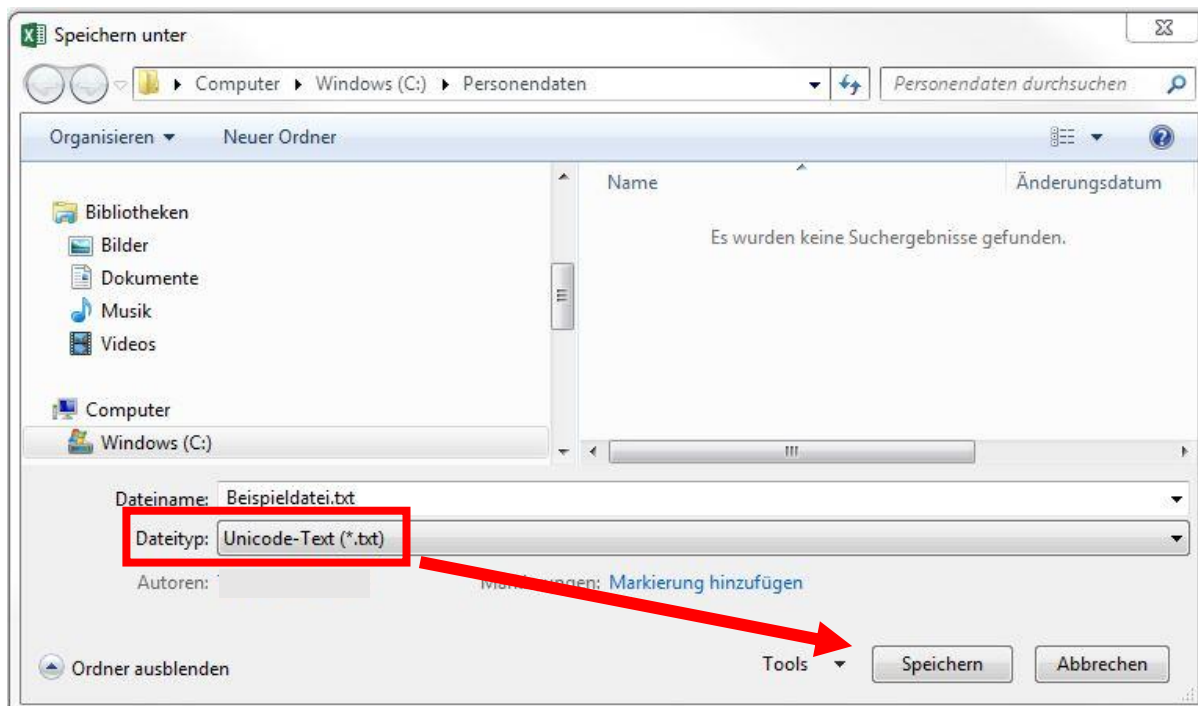 Speichern unter
Computer Windows (C:) Personendaten Personendaten durchsuchen
Organisieren Neuer Ordner
Name Änderungsdatum
Es wurden keine Suchergebnisse gefunden.
Bibliotheken
Bilder
Dokumente
Musik
Videos
Computer
Windows (C:)
Dateiname: Beispieldatei.txt
Dateityp: Unicode-Text (*.txt)
Autoren: Markierung hinzufügen
Ordner ausblenden Tools Speichern Abbrechen